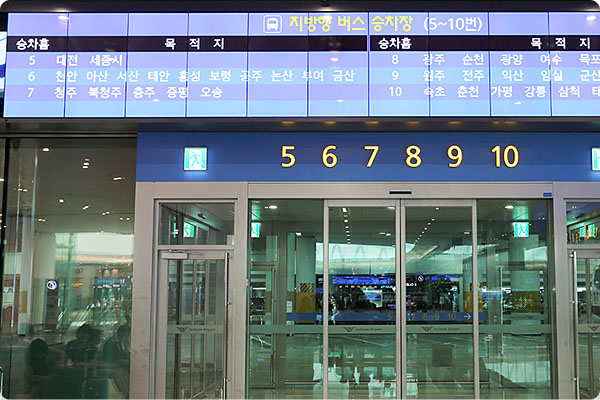 지방행 버스 승차장 (5~10번)
승차홈 목적지
5 대전 세종시
6 천안 아산 서산 태안 홍성 보령 공주 논산 부여 금산
7 청주 북청주 충주 증평 오송
승차홈 목적지
8 광주 순천 광양 여수 목포
9 원주 전주 익산 임실 군산
10 속초 춘천 가평 강릉 삼척
5 6 7 8 9 10